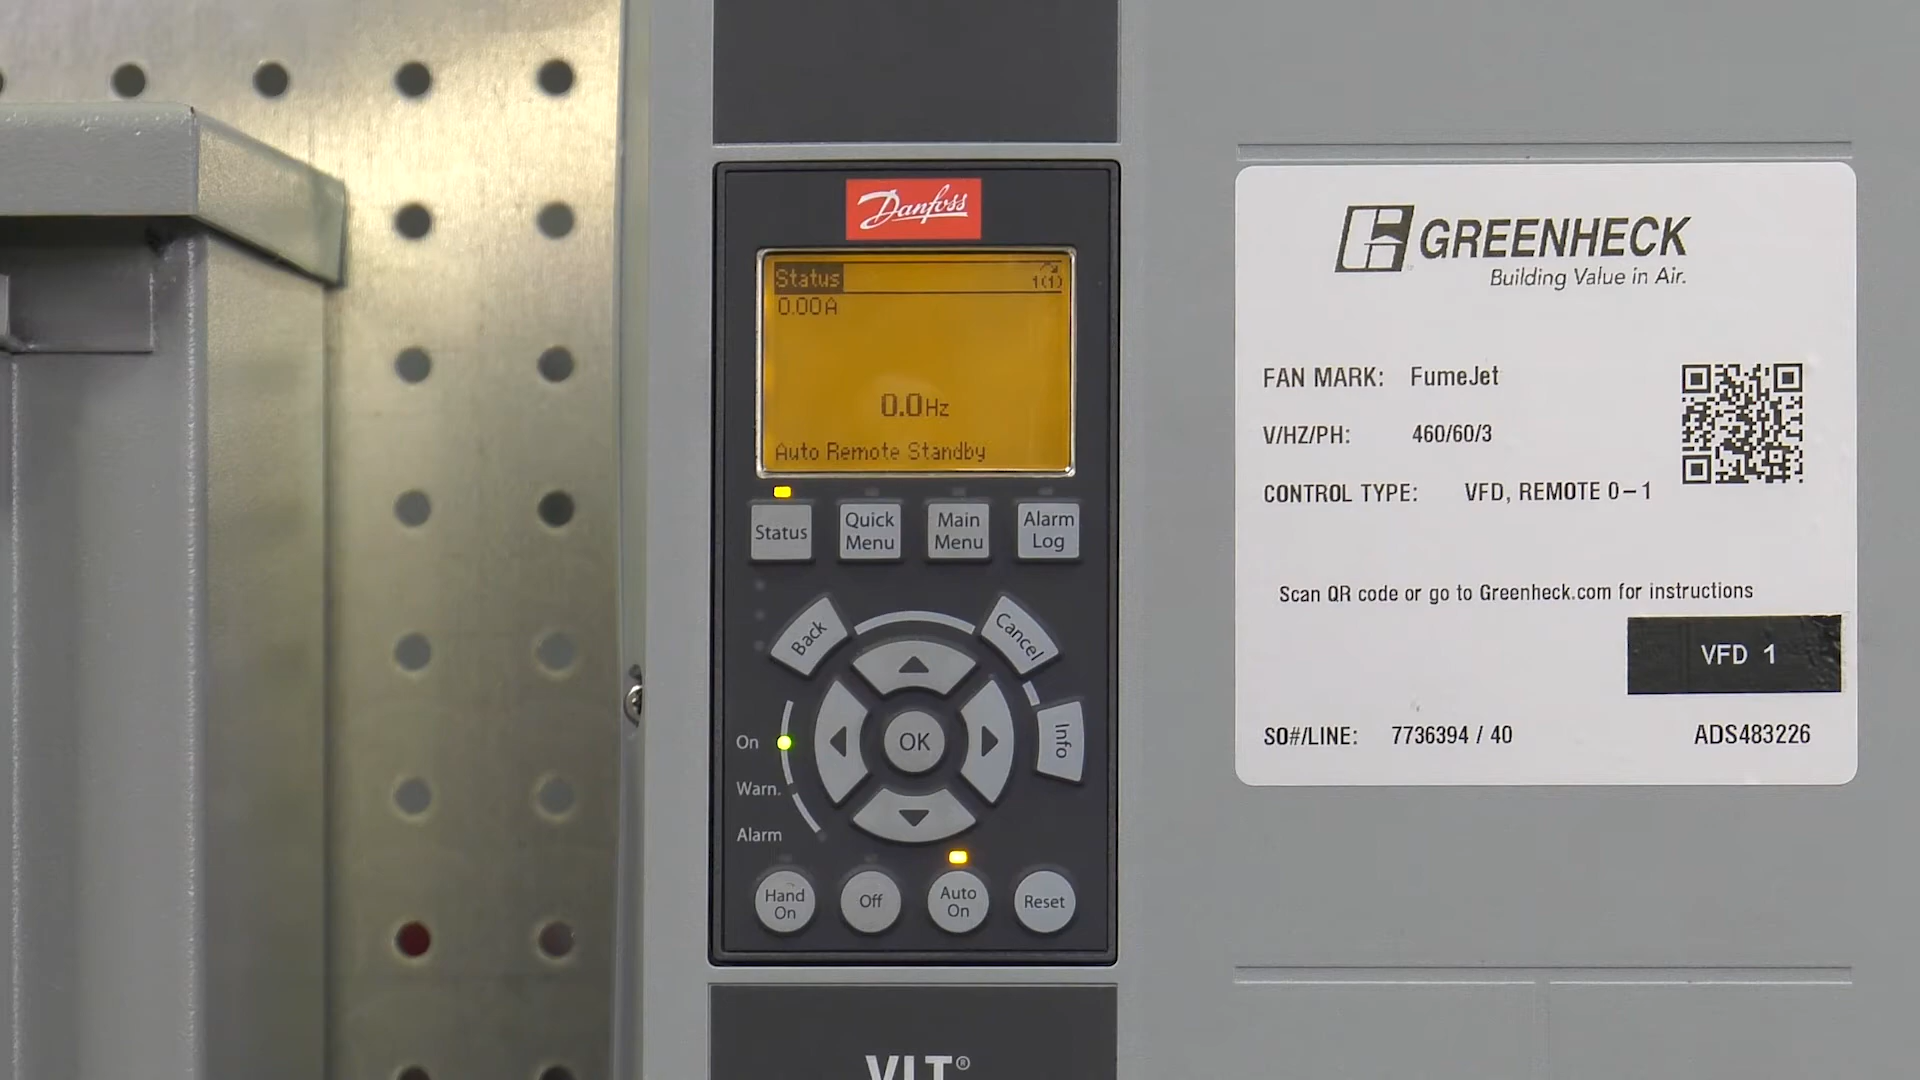 Danfoss
Status
1(1)
0.00A
0.0Hz
Auto Remote Standby
Status
Quick Menu
Main Menu
Alarm Log
Back
Cancel
Info
OK
On
Warn.
Alarm
Hand On
Off
Auto On
Reset
VLT®
GREENHECK
Building Value in Air.
FAN MARK: FumeJet
V/HZ/PH: 460/60/3
CONTROL TYPE: VFD, REMOTE 0-1
Scan QR code or go to Greenheck.com for instructions
VFD 1
SO#/LINE: 7736394 / 40 ADS483226